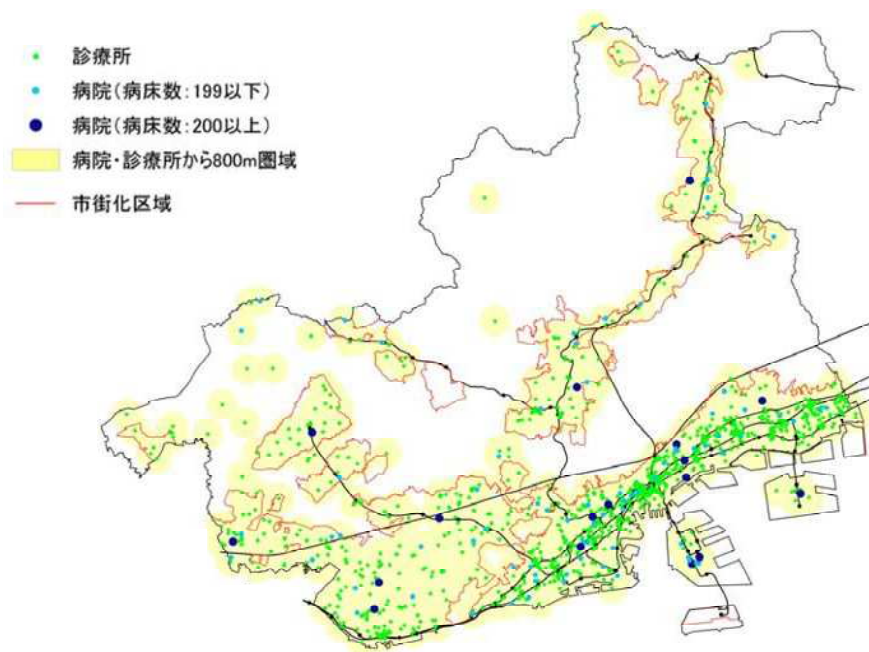 診療所
病院(病床数:199以下)
病院(病床数:200以上)
病院・診療所から800m圏域
市街化区域